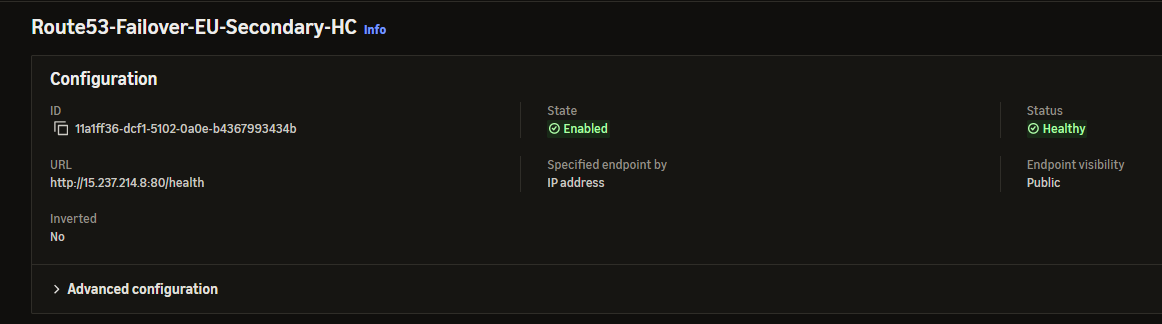 Route53-Failover-EU-Secondary-HC Info
Configuration
ID
11a1ff36-dcf1-5102-0a0e-b4367993434b
State
Enabled
Status
Healthy
URL
http://15.237.214.8:80/health
Specified endpoint by
IP address
Endpoint visibility
Public
Inverted
No
Advanced configuration